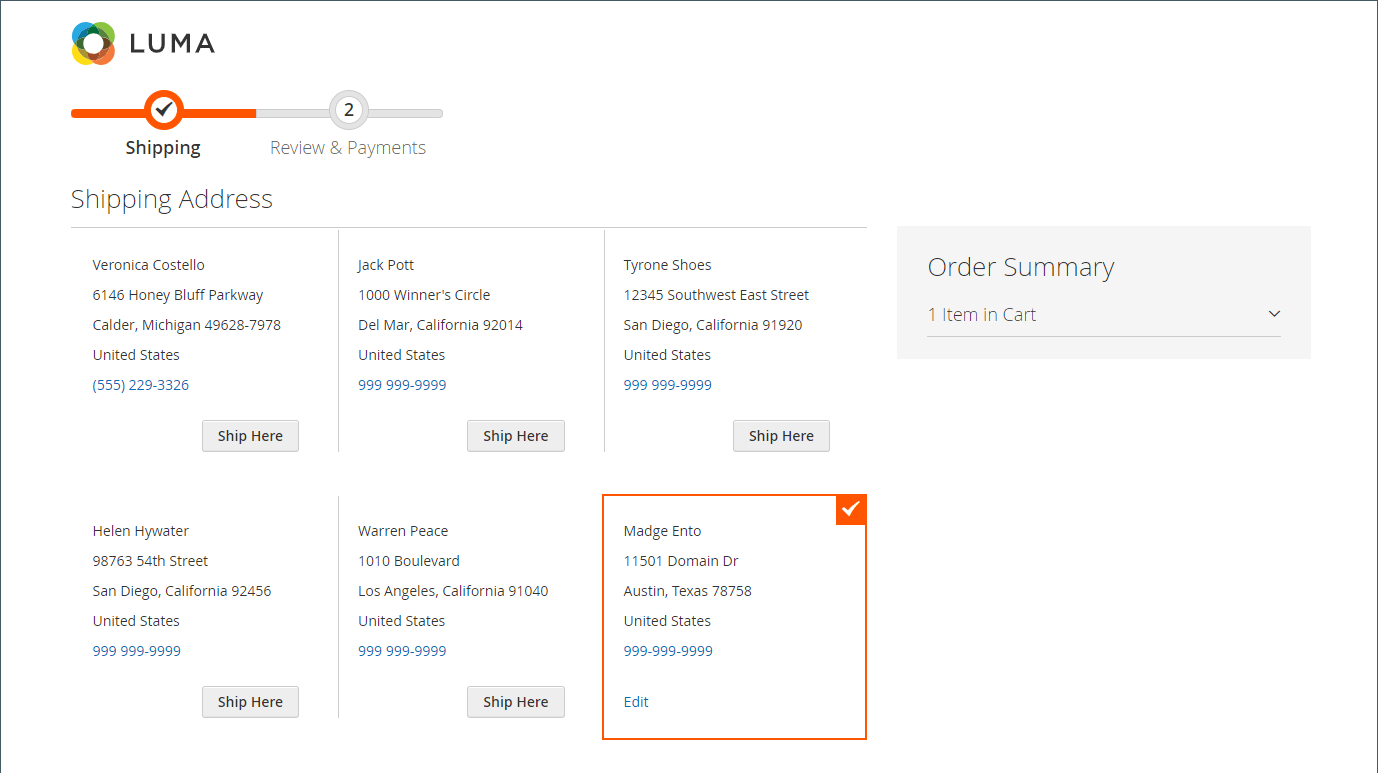 LUMA
2
Shipping
Review & Payments
Shipping Address
Veronica Costello
6146 Honey Bluff Parkway
Calder, Michigan 49628-7978
United States
(555) 229-3326
Ship Here
Jack Pott
1000 Winner's Circle
Del Mar, California 92014
United States
999 999-9999
Ship Here
Tyrone Shoes
12345 Southwest East Street
San Diego, California 91920
United States
999 999-9999
Ship Here
Helen Hywater
98763 54th Street
San Diego, California 92456
United States
999 999-9999
Ship Here
Warren Peace
1010 Boulevard
Los Angeles, California 91040
United States
999 999-9999
Ship Here
Madge Ento
11501 Domain Dr
Austin, Texas 78758
United States
999-999-9999
Edit
Order Summary
1 Item in Cart